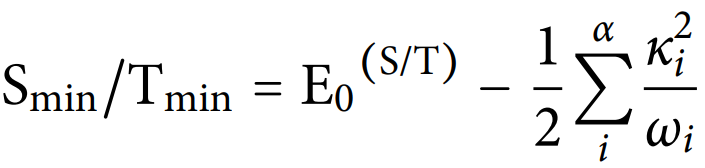 S_min/T_min = E_0^(S/T) − 1/2 ∑_i^α κ_i^2/ω_i